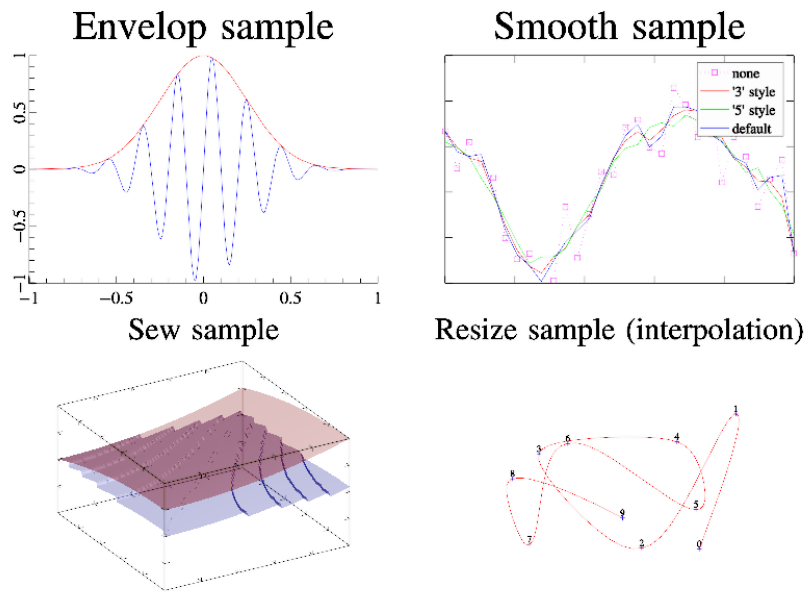 Envelop sample
Smooth sample
1
0.5
0
−0.5
−1
−1
−0.5
0
0.5
1
none
'3' style
'5' style
default
Sew sample
Resize sample (interpolation)
1
3
6
4
8
5
9
7
2
0